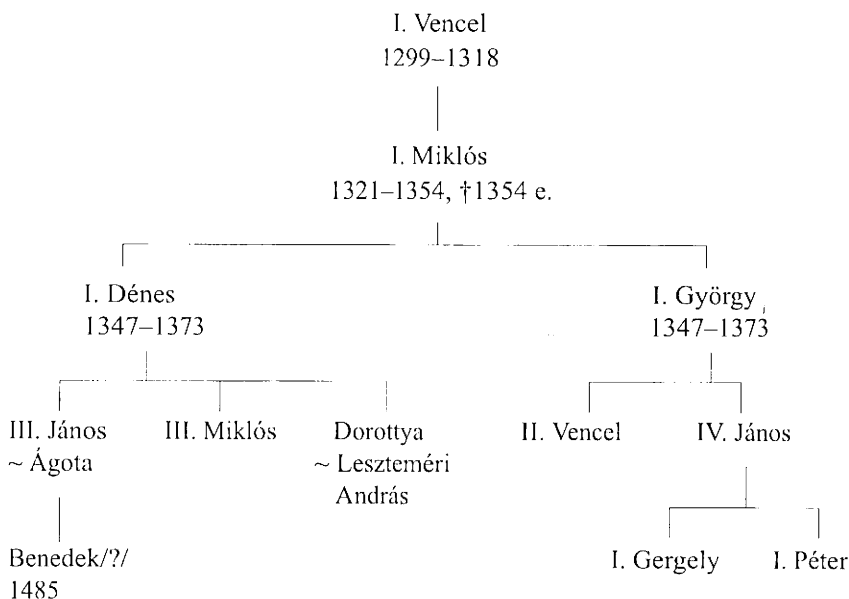 I. Vencel
1299–1318
I. Miklós
1321–1354, †1354 e.
I. Dénes
1347–1373
I. György
1347–1373
III. János
~ Ágota
III. Miklós
Dorottya
~ Leszteméri
András
II. Vencel
IV. János
Benedek/?/
1485
I. Gergely
I. Péter